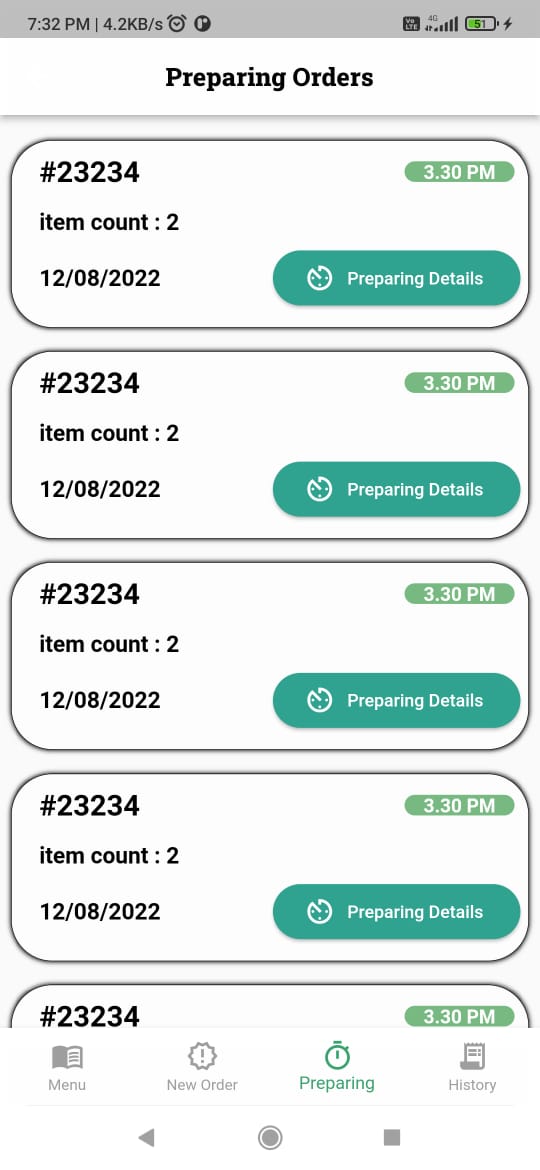 7:32 PM | 4.2KB/s
Vo LTE 4G 51
Preparing Orders
#23234 3.30 PM
item count : 2
12/08/2022 Preparing Details
#23234 3.30 PM
item count : 2
12/08/2022 Preparing Details
#23234 3.30 PM
item count : 2
12/08/2022 Preparing Details
#23234 3.30 PM
item count : 2
12/08/2022 Preparing Details
#23234 3.30 PM
Menu New Order Preparing History